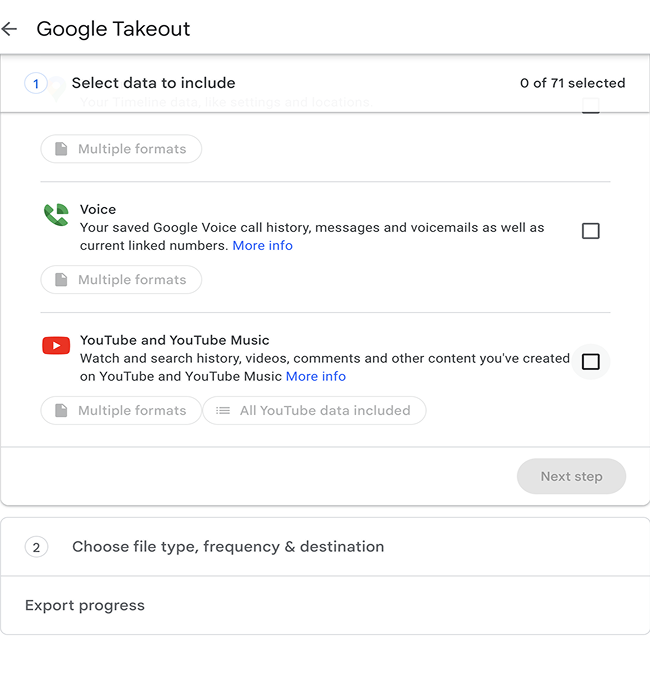 Google Takeout
1 Select data to include 0 of 71 selected
Your Timeline data, like settings and locations.
Multiple formats
Voice
Your saved Google Voice call history, messages and voicemails as well as
current linked numbers. More info
Multiple formats
YouTube and YouTube Music
Watch and search history, videos, comments and other content you've created
on YouTube and YouTube Music More info
Multiple formats All YouTube data included
Next step
2 Choose file type, frequency & destination
Export progress